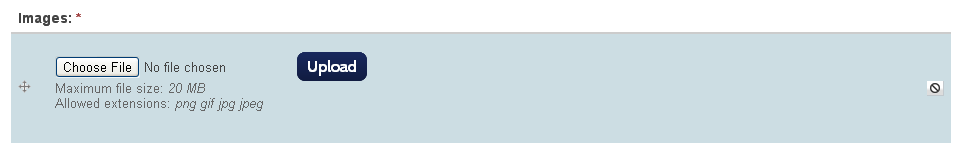 Images: *
Choose File No file chosen Upload
Maximum file size: 20 MB
Allowed extensions: png gif jpg jpeg